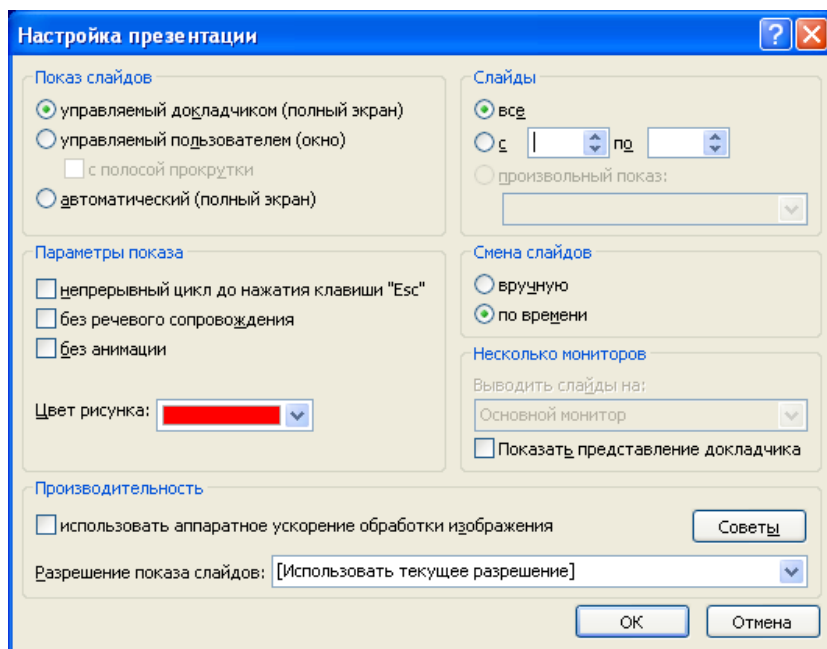 Настройка презентации
Показ слайдов
управляемый докладчиком (полный экран)
управляемый пользователем (окно)
с полосой прокрутки
автоматический (полный экран)
Слайды
все
с по
произвольный показ:
Параметры показа
непрерывный цикл до нажатия клавиши "Esc"
без речевого сопровождения
без анимации
Цвет рисунка:
Смена слайдов
вручную
по времени
Несколько мониторов
Выводить слайды на:
Основной монитор
Показать представление докладчика
Производительность
использовать аппаратное ускорение обработки изображения
Советы
Разрешение показа слайдов: [Использовать текущее разрешение]
ОК Отмена